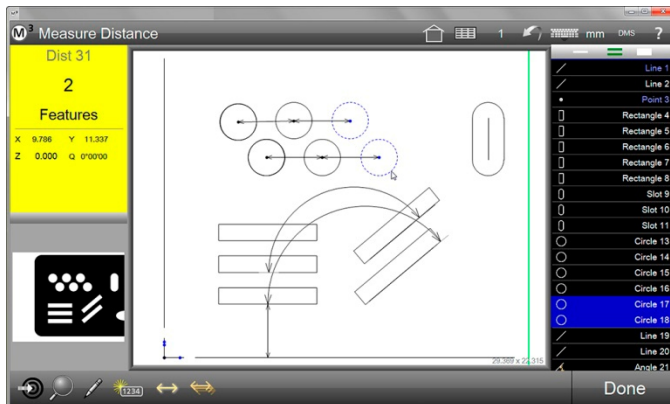 M3 Measure Distance
1
mm
DMS
?
Dist 31
2
Features
X 9.786 Y 11.337
Z 0.000 Q 0°00'00
29.389 x 22.315
Line 1
Line 2
Point 3
Rectangle 4
Rectangle 5
Rectangle 6
Rectangle 7
Rectangle 8
Slot 9
Slot 10
Slot 11
Circle 13
Circle 14
Circle 15
Circle 16
Circle 17
Circle 18
Line 19
Line 20
Angle 21
1234
Done